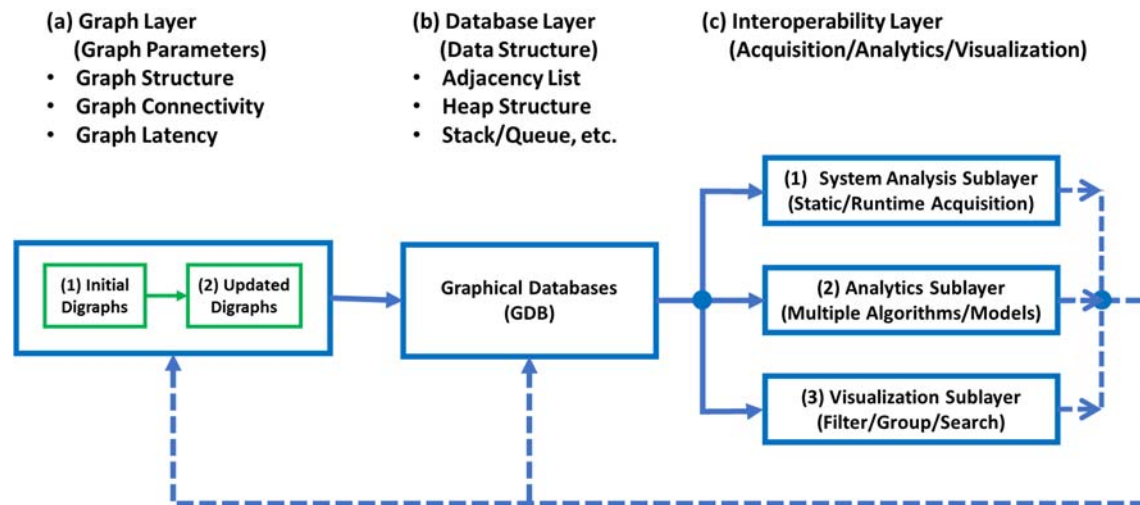 (a) Graph Layer
(Graph Parameters)
• Graph Structure
• Graph Connectivity
• Graph Latency
(b) Database Layer
(Data Structure)
• Adjacency List
• Heap Structure
• Stack/Queue, etc.
(c) Interoperability Layer
(Acquisition/Analytics/Visualization)
(1) Initial
Digraphs
(2) Updated
Digraphs
Graphical Databases
(GDB)
(1) System Analysis Sublayer
(Static/Runtime Acquisition)
(2) Analytics Sublayer
(Multiple Algorithms/Models)
(3) Visualization Sublayer
(Filter/Group/Search)